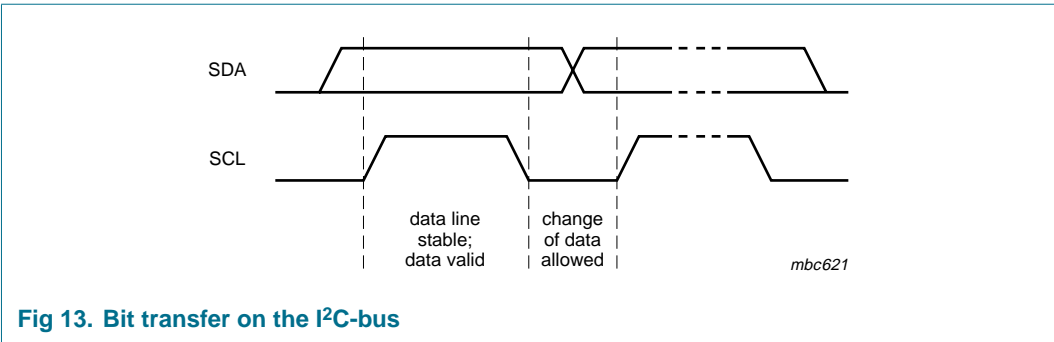 SDA
SCL
data line
stable;
data valid
change
of data
allowed
mbc621
Fig 13. Bit transfer on the I²C-bus